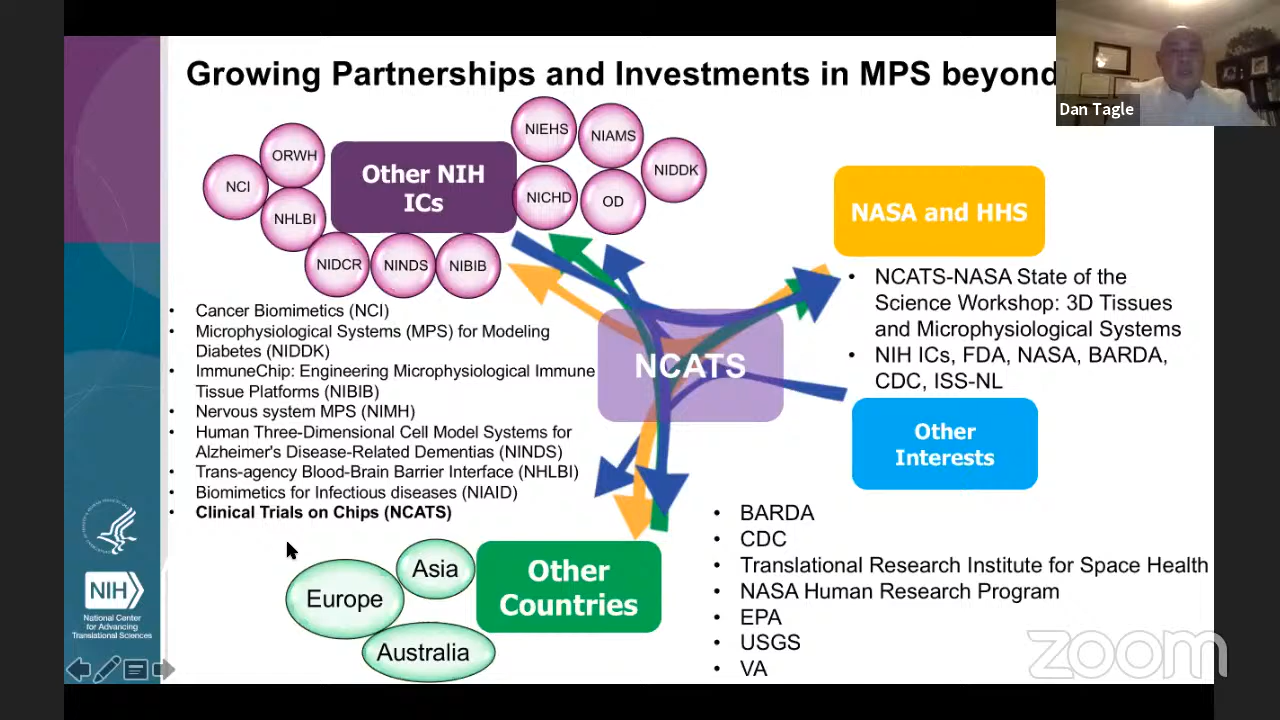 Growing Partnerships and Investments in MPS beyond
Dan Tagle
NCI
ORWH
NHLBI
NIDCR
NINDS
NIBIB
Other NIH
ICs
NIEHS
NIAMS
NIDDK
NICHD
OD
NASA and HHS
• NCATS-NASA State of the
Science Workshop: 3D Tissues
and Microphysiological Systems
• NIH ICs, FDA, NASA, BARDA,
CDC, ISS-NL
NCATS
• Cancer Biomimetics (NCI)
• Microphysiological Systems (MPS) for Modeling
Diabetes (NIDDK)
• ImmuneChip: Engineering Microphysiological Immune
Tissue Platforms (NIBIB)
• Nervous system MPS (NIMH)
• Human Three-Dimensional Cell Model Systems for
Alzheimer's Disease-Related Dementias (NINDS)
• Trans-agency Blood-Brain Barrier Interface (NHLBI)
• Biomimetics for Infectious diseases (NIAID)
• Clinical Trials on Chips (NCATS)
Other
Interests
• BARDA
• CDC
• Translational Research Institute for Space Health
• NASA Human Research Program
• EPA
• USGS
• VA
Other
Countries
Asia
Europe
Australia
NIH
National Center
for Advancing
Translational Sciences
zoom